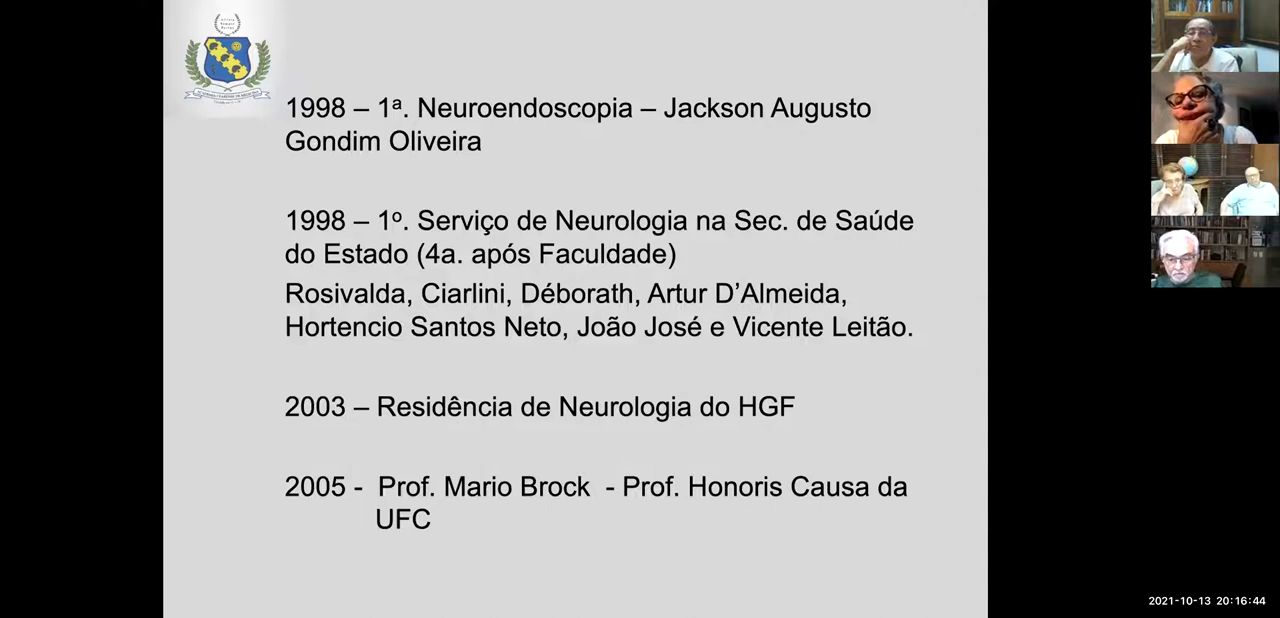 1998 – 1ª. Neuroendoscopia – Jackson Augusto
Gondim Oliveira
1998 – 1º. Serviço de Neurologia na Sec. de Saúde
do Estado (4a. após Faculdade)
Rosivalda, Ciarlini, Déborath, Artur D’Almeida,
Hortencio Santos Neto, João José e Vicente Leitão.
2003 – Residência de Neurologia do HGF
2005 - Prof. Mario Brock - Prof. Honoris Causa da
UFC
2021-10-13 20:16:44